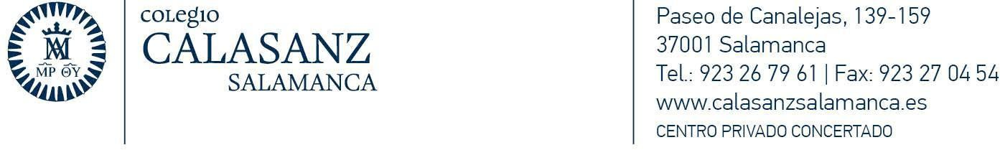 MP ΘΥ
COLEGIO
CALASANZ
SALAMANCA
Paseo de Canalejas, 139-159
37001 Salamanca
Tel.: 923 26 79 61 | Fax: 923 27 04 54
www.calasanzsalamanca.es
CENTRO PRIVADO CONCERTADO